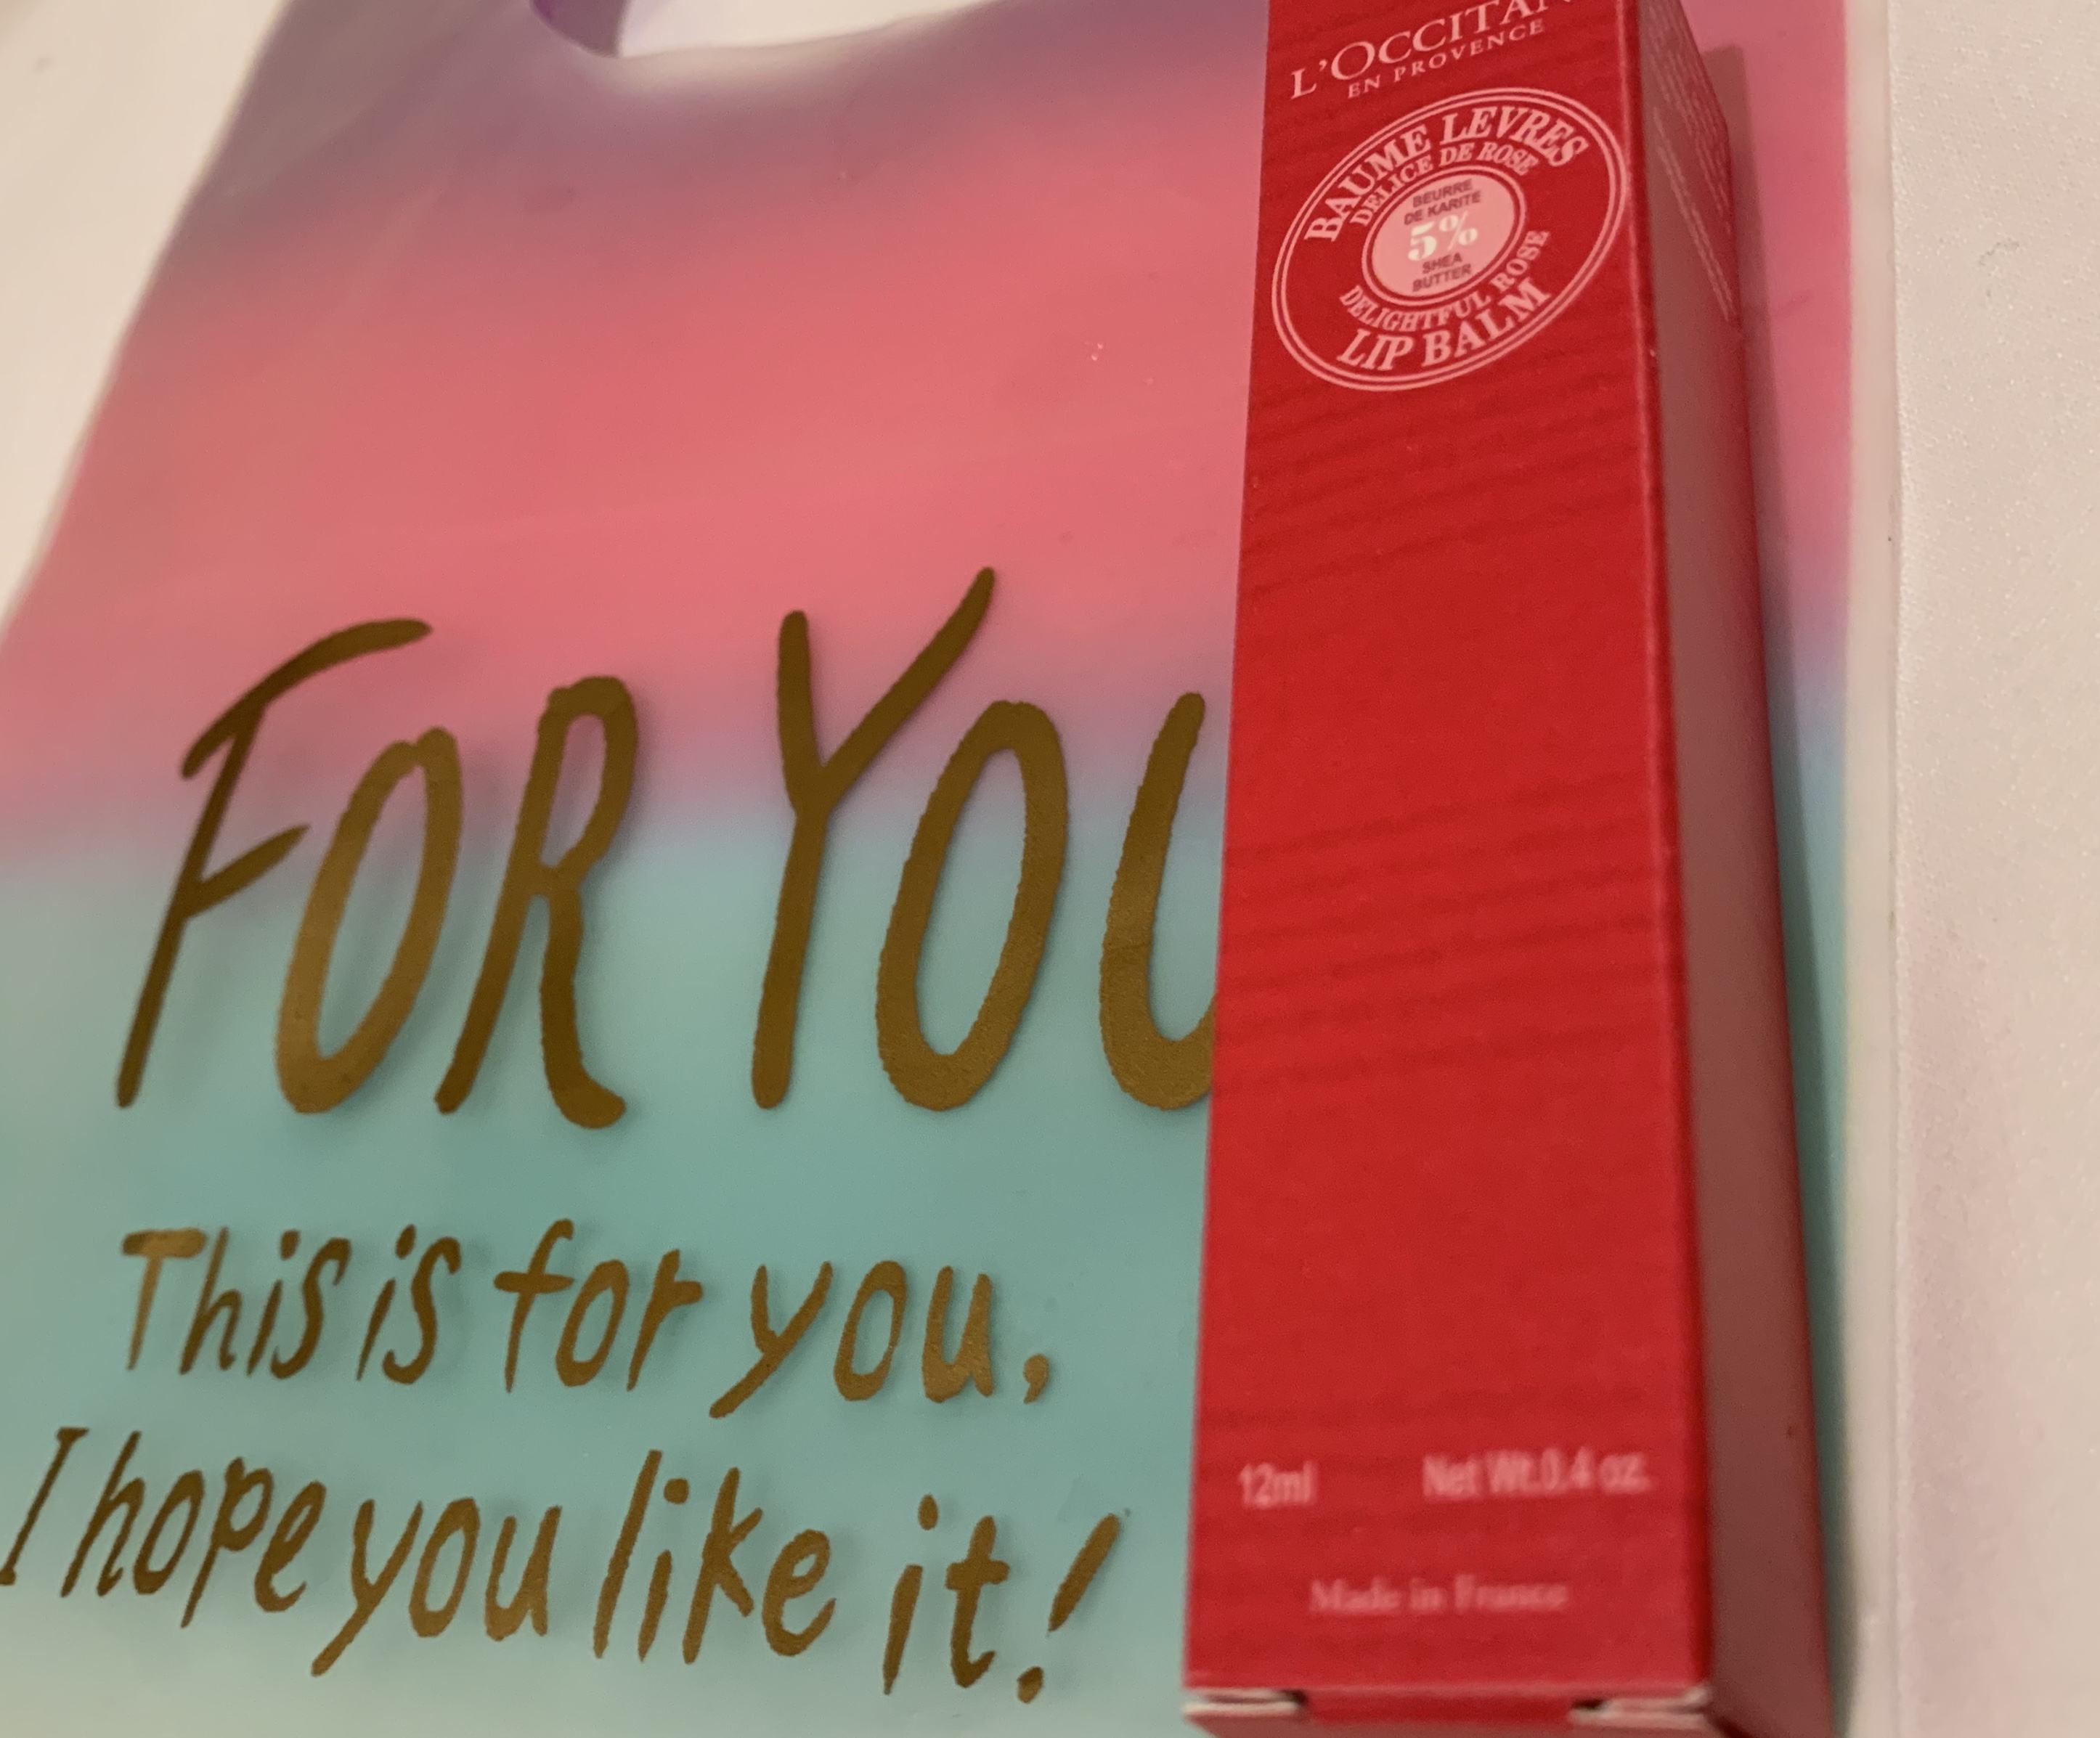 FOR YOU
This is for you,
I hope you like it!
L'OCCITAN
EN PROVENCE
BAUME LEVRES
DELICE DE ROSE
BEURRE
DE KARITE
5%
SHEA
BUTTER
DELIGHTFUL ROSE
LIP BALM
12ml Net Wt.0.4 oz.
Made in France